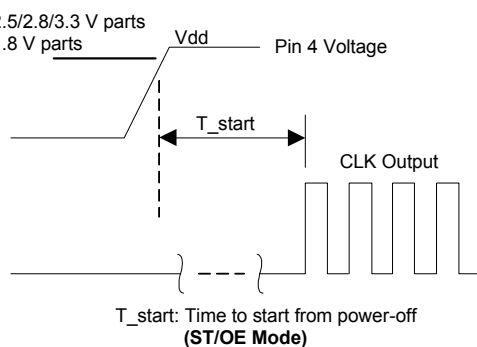 2.5/2.8/3.3 V parts
.8 V parts
Vdd
Pin 4 Voltage
T_start
CLK Output
T_start: Time to start from power-off
(ST/OE Mode)